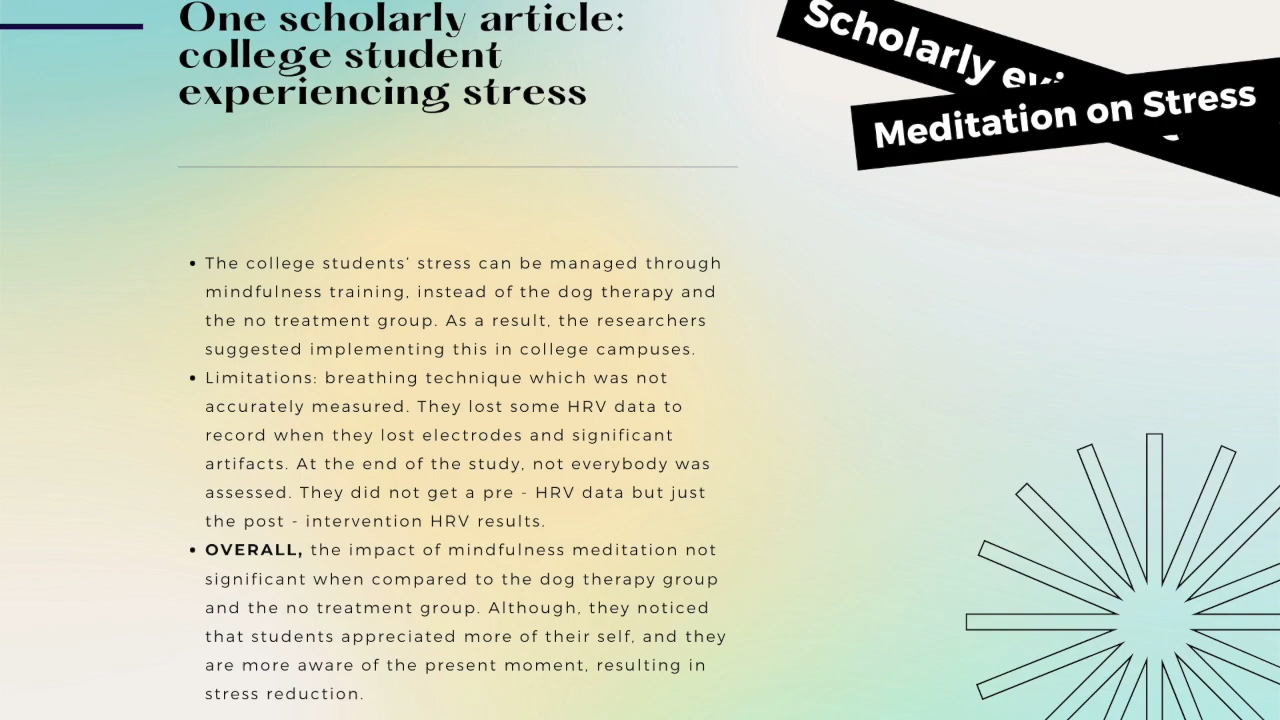 One scholarly article:
college student
experiencing stress
Scholarly
Meditation on Stress
• The college students’ stress can be managed through
mindfulness training, instead of the dog therapy and
the no treatment group. As a result, the researchers
suggested implementing this in college campuses.
• Limitations: breathing technique which was not
accurately measured. They lost some HRV data to
record when they lost electrodes and significant
artifacts. At the end of the study, not everybody was
assessed. They did not get a pre - HRV data but just
the post - intervention HRV results.
• OVERALL, the impact of mindfulness meditation not
significant when compared to the dog therapy group
and the no treatment group. Although, they noticed
that students appreciated more of their self, and they
are more aware of the present moment, resulting in
stress reduction.